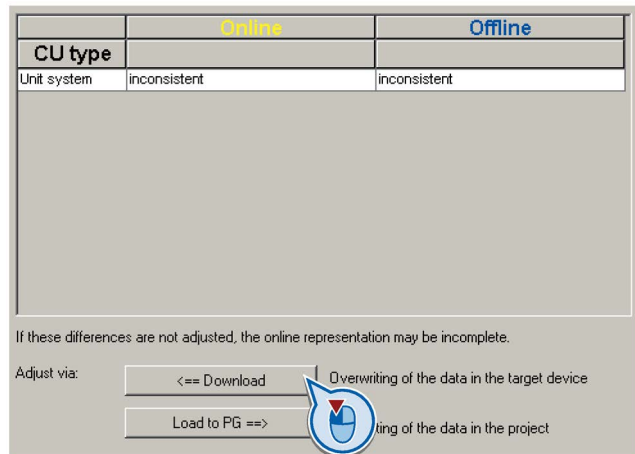 Online Offline
CU type
Unit system inconsistent inconsistent
If these differences are not adjusted, the online representation may be incomplete.
Adjust via: <== Download Overwriting of the data in the target device
Load to PG ==> ting of the data in the project